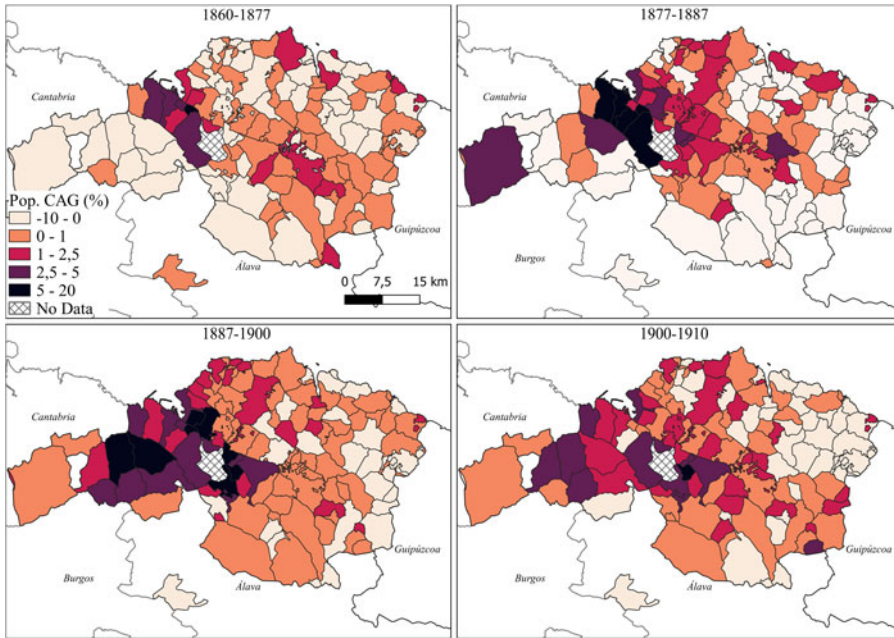 1860-1877
1877-1887
Cantabria
Cantabria
Pop. CAG (%)
-10 - 0
0 - 1
1 - 2,5
2,5 - 5
5 - 20
No Data
Burgos
Álava
Guipúzcoa
0 7,5 15 km
Burgos
Álava
Guipúzcoa
1887-1900
1900-1910
Cantabria
Cantabria
Burgos
Álava
Guipúzcoa
Burgos
Álava
Guipúzcoa